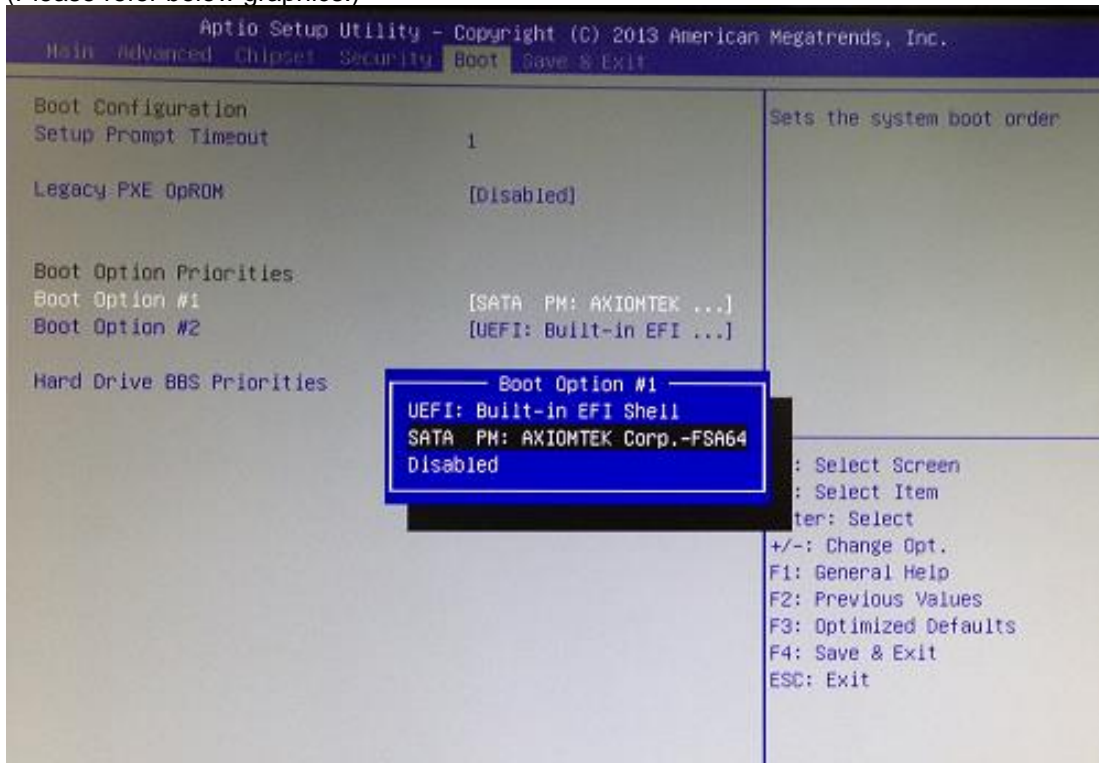 (Please refer below graphics.)
Aptio Setup Utility - Copyright (C) 2013 American Megatrends, Inc.
Main Advanced Chipset Security Boot Save & Exit
Boot Configuration
Setup Prompt Timeout 1
Legacy PXE OpROM [Disabled]
Boot Option Priorities
Boot Option #1 [SATA PM: AXIOMTEK ...]
Boot Option #2 [UEFI: Built-in EFI ...]
Hard Drive BBS Priorities
Boot Option #1
UEFI: Built-in EFI Shell
SATA PM: AXIOMTEK Corp.-FSA64
Disabled
Sets the system boot order
: Select Screen
: Select Item
ter: Select
+/-: Change Opt.
F1: General Help
F2: Previous Values
F3: Optimized Defaults
F4: Save & Exit
ESC: Exit